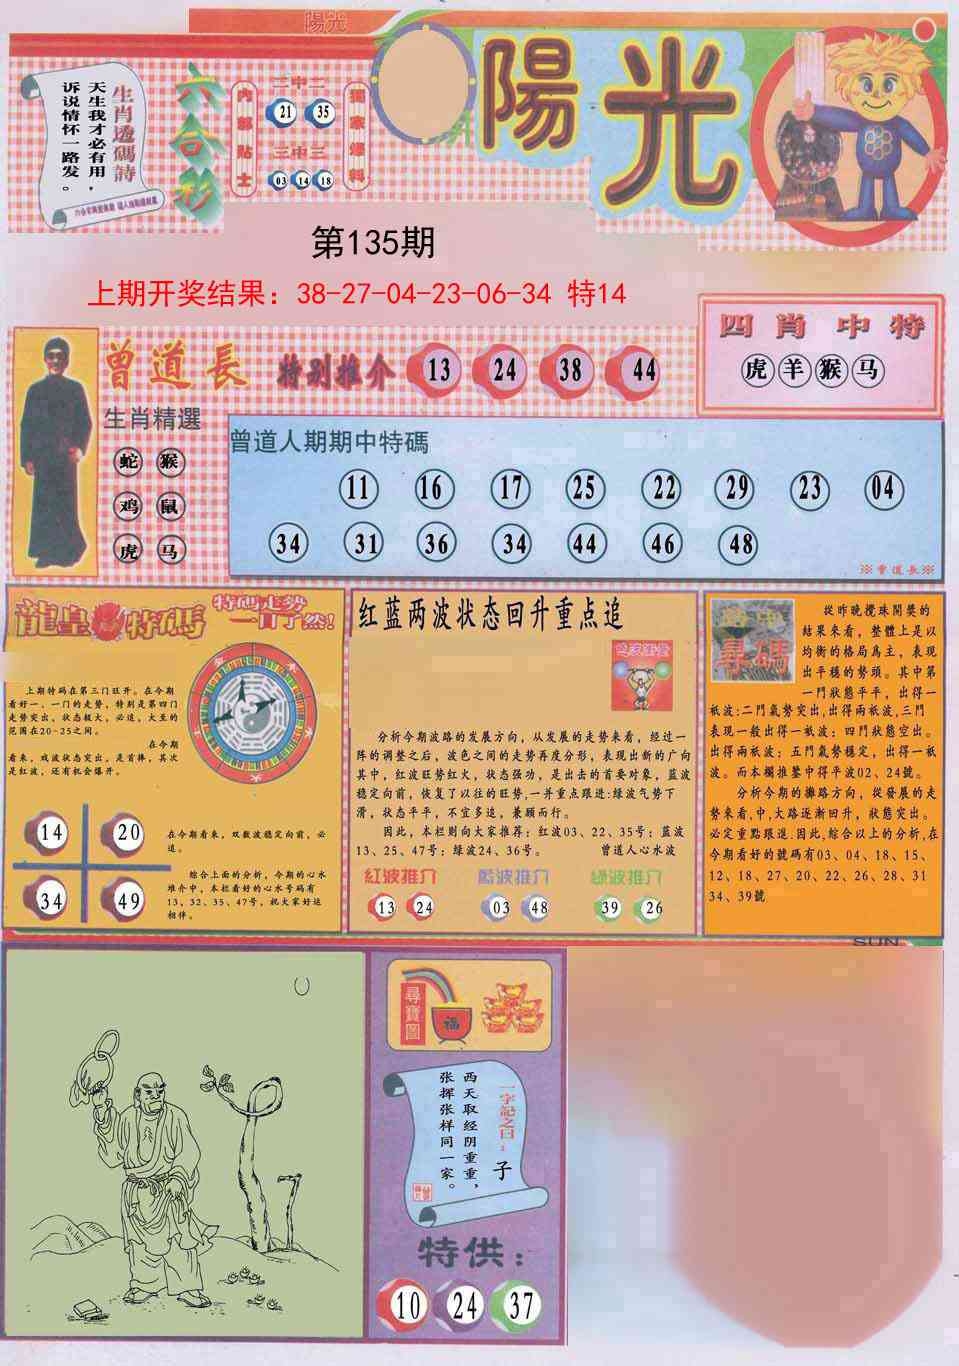 陽光
陽光
生肖透碼詩
天生我才必有用，
诉说情怀一路发。
六合彩
內部貼士
二中二
21 35
三中三
03 14 18
獨家爆料
第135期
上期开奖结果：38-27-04-23-06-34 特14
四肖中特
虎 羊 猴 马
曾道長
特别推介
13 24 38 44
生肖精選
蛇 猴
鸡 鼠
虎 马
曾道人期期中特碼
11 16 17 25 22 29 23 04
34 31 36 34 44 46 48
※曾道长※
龍皇特碼
特码走势
一目了然!
上期特码在第三门旺开。在今期
看好一、一门的走势，特别是第四门
走势突出，状态极大，必追，大至的
范围在20-25之间。
在今期
看来，戏波状态突出，是首捧，其次
是红波，还有机会爆开。
14 20
34 49
在今期看来，双数波稳定向前，必
追。
综合上面的分析，今期的心水
堆介中，本栏看好的心水号码有
13、32、35、47号，祝大家好运
相伴。
红蓝两波状态回升重点追
分析今期波路的发展方向，从发展的走势来看，经过一
阵的调整之后，波色之间的走势再度分形，表现出新的广向
其中，红波旺势红火，状态强功，是出击的首要对象，蓝波
稳定向前，恢复了以往的旺势,一并重点跟进:绿波气势下
滑，状态平平，不宜多追，兼顾而行。
因此，本栏则向大家推荐：红波03、22、35号；蓝波
13、25、47号；绿波24、36号。 曾道人心水波
紅波推介 藍波推介 绿波推介
13 24 03 48 39 26
尋碼
從昨晚攪珠開獎的
結果來看，整體上是以
均衡的格局爲主，表現
出平穩的勢頭。其中第
一門狀態平平，出得一
祇波:二門氣勢突出,出得兩祇波,三門
表現一般出得一祇波；四門狀態空出。
出得兩祇波；五門氣勢穩定，出得一祇
波。而本欄推鑒中得平波02、24號。
分析今期的攤路方向，從發展的走
勢來看,中,大路逐漸回升，狀態突出。
必定重點跟進.因此,綜合以上的分析,在
今期看好的號碼有03、04、18、15、
12、18、27、20、22、26、28、31
34、39號
SUN
尋寶圖
福
一字記之曰：
子
西天取经阴重重，
张挥张样同一家。
特供：
10 24 37